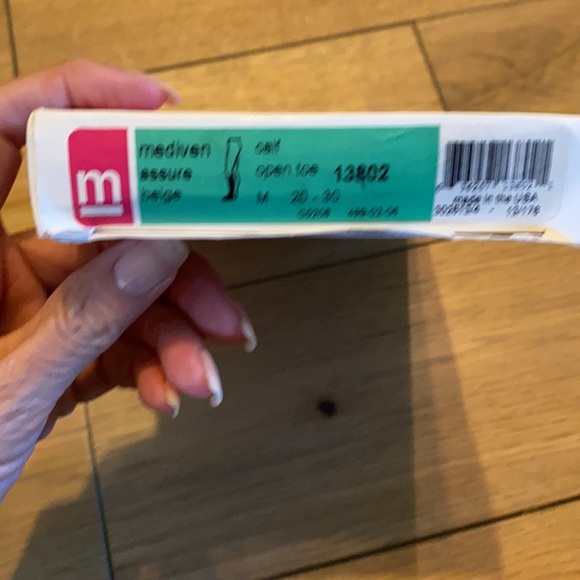 m
mediven
assure
beige
calf
open toe 13802
M 20 - 30
made in the USA